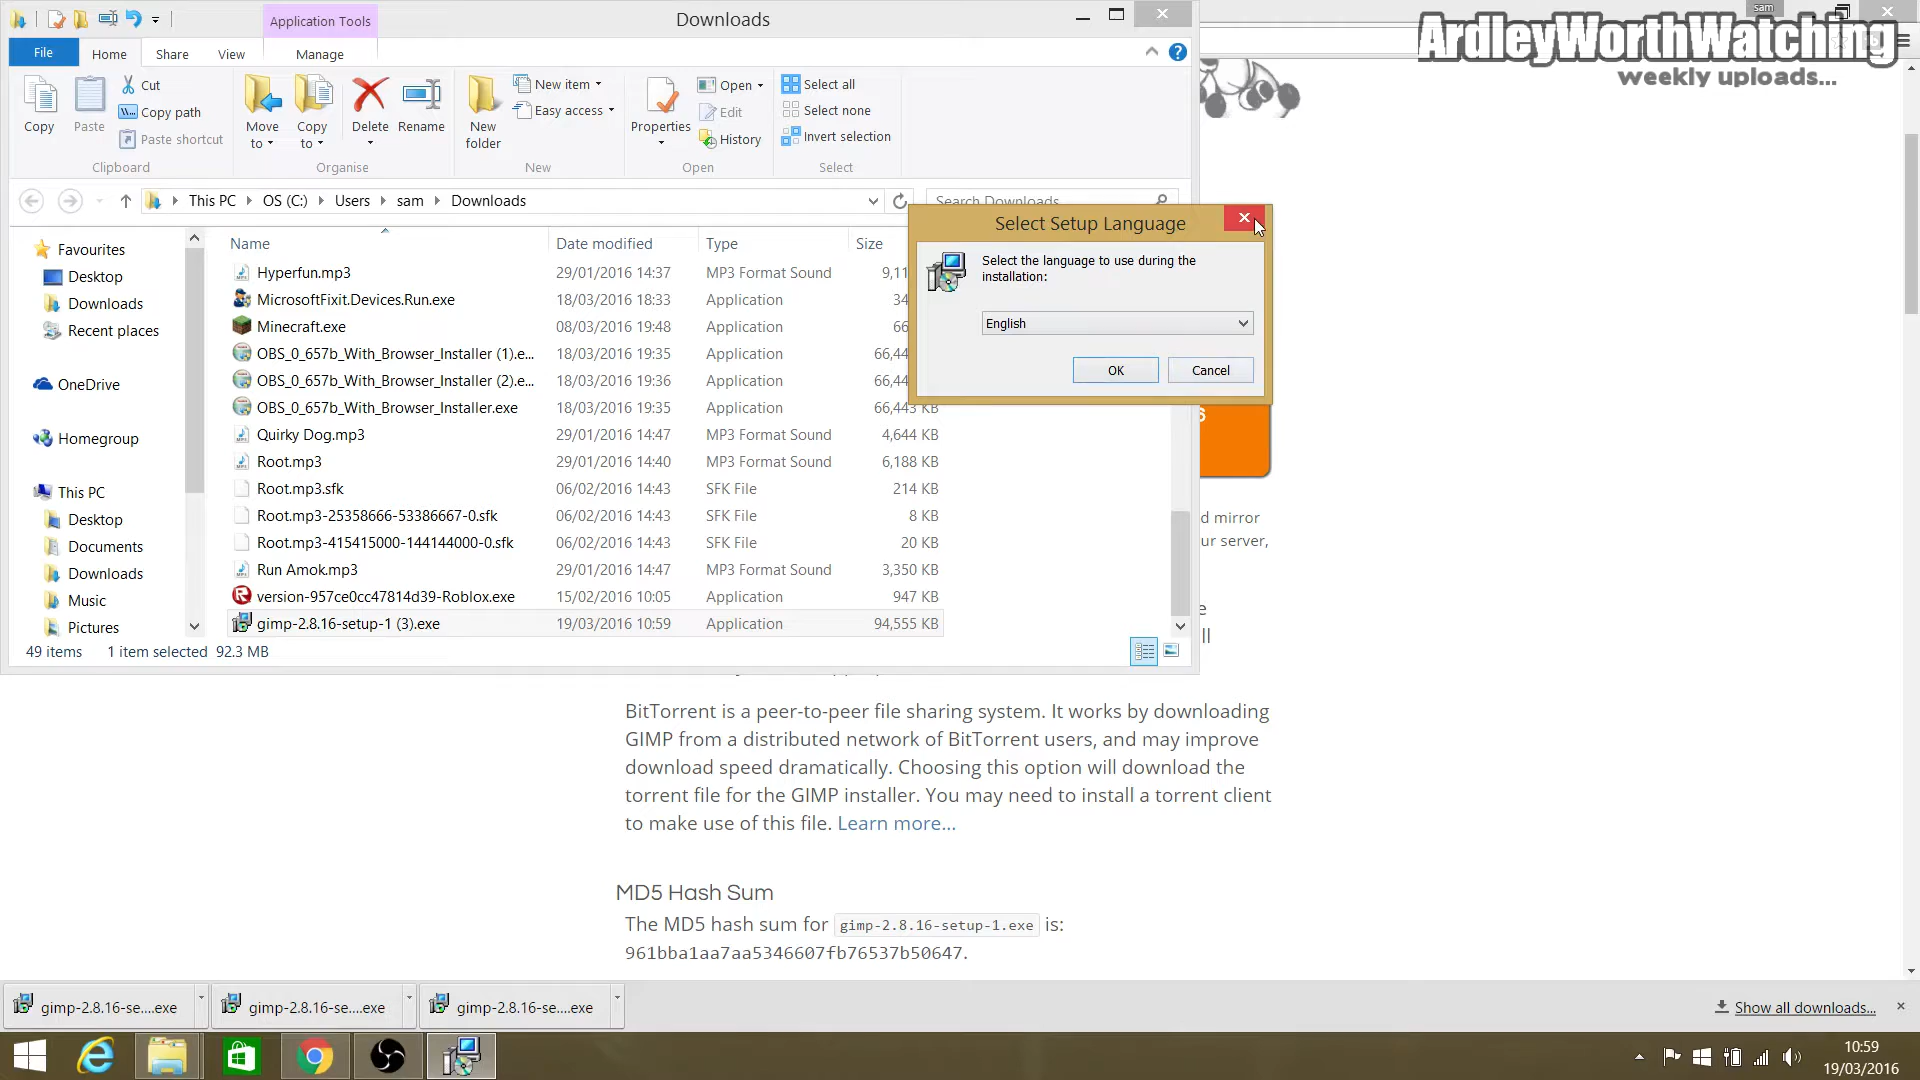 Application Tools
Downloads
sam
ArdleyWorthWatching
weekly uploads...
File
Home
Share
View
Manage
Copy
Paste
Cut
Copy path
Paste shortcut
Clipboard
Move to
Copy to
Delete
Rename
Organise
New folder
New item
Easy access
New
Properties
Open
Edit
History
Open
Select all
Select none
Invert selection
Select
This PC
OS (C:)
Users
sam
Downloads
Search Downloads
Name
Date modified
Type
Size
Favourites
Desktop
Downloads
Recent places
OneDrive
Homegroup
This PC
Desktop
Documents
Downloads
Music
Pictures
Hyperfun.mp3 29/01/2016 14:37 MP3 Format Sound 9,11
MicrosoftFixit.Devices.Run.exe 18/03/2016 18:33 Application 34
Minecraft.exe 08/03/2016 19:48 Application 66
OBS_0_657b_With_Browser_Installer (1).e... 18/03/2016 19:35 Application 66,44
OBS_0_657b_With_Browser_Installer (2).e... 18/03/2016 19:36 Application 66,44
OBS_0_657b_With_Browser_Installer.exe 18/03/2016 19:35 Application 66,443 KB
Quirky Dog.mp3 29/01/2016 14:47 MP3 Format Sound 4,644 KB
Root.mp3 29/01/2016 14:40 MP3 Format Sound 6,188 KB
Root.mp3.sfk 06/02/2016 14:43 SFK File 214 KB
Root.mp3-25358666-53386667-0.sfk 06/02/2016 14:43 SFK File 8 KB
Root.mp3-415415000-144144000-0.sfk 06/02/2016 14:43 SFK File 20 KB
Run Amok.mp3 29/01/2016 14:47 MP3 Format Sound 3,350 KB
version-957ce0cc47814d39-Roblox.exe 15/02/2016 10:05 Application 947 KB
gimp-2.8.16-setup-1 (3).exe 19/03/2016 10:59 Application 94,555 KB
49 items 1 item selected 92.3 MB
Select Setup Language
Select the language to use during the
installation:
English
OK
Cancel
s
d mirror
ur server,
e
ll
BitTorrent is a peer-to-peer file sharing system. It works by downloading
GIMP from a distributed network of BitTorrent users, and may improve
download speed dramatically. Choosing this option will download the
torrent file for the GIMP installer. You may need to install a torrent client
to make use of this file. Learn more...
MD5 Hash Sum
The MD5 hash sum for gimp-2.8.16-setup-1.exe is:
961bba1aa7aa5346607fb76537b50647.
gimp-2.8.16-se....exe
gimp-2.8.16-se....exe
gimp-2.8.16-se....exe
Show all downloads...
10:59
19/03/2016